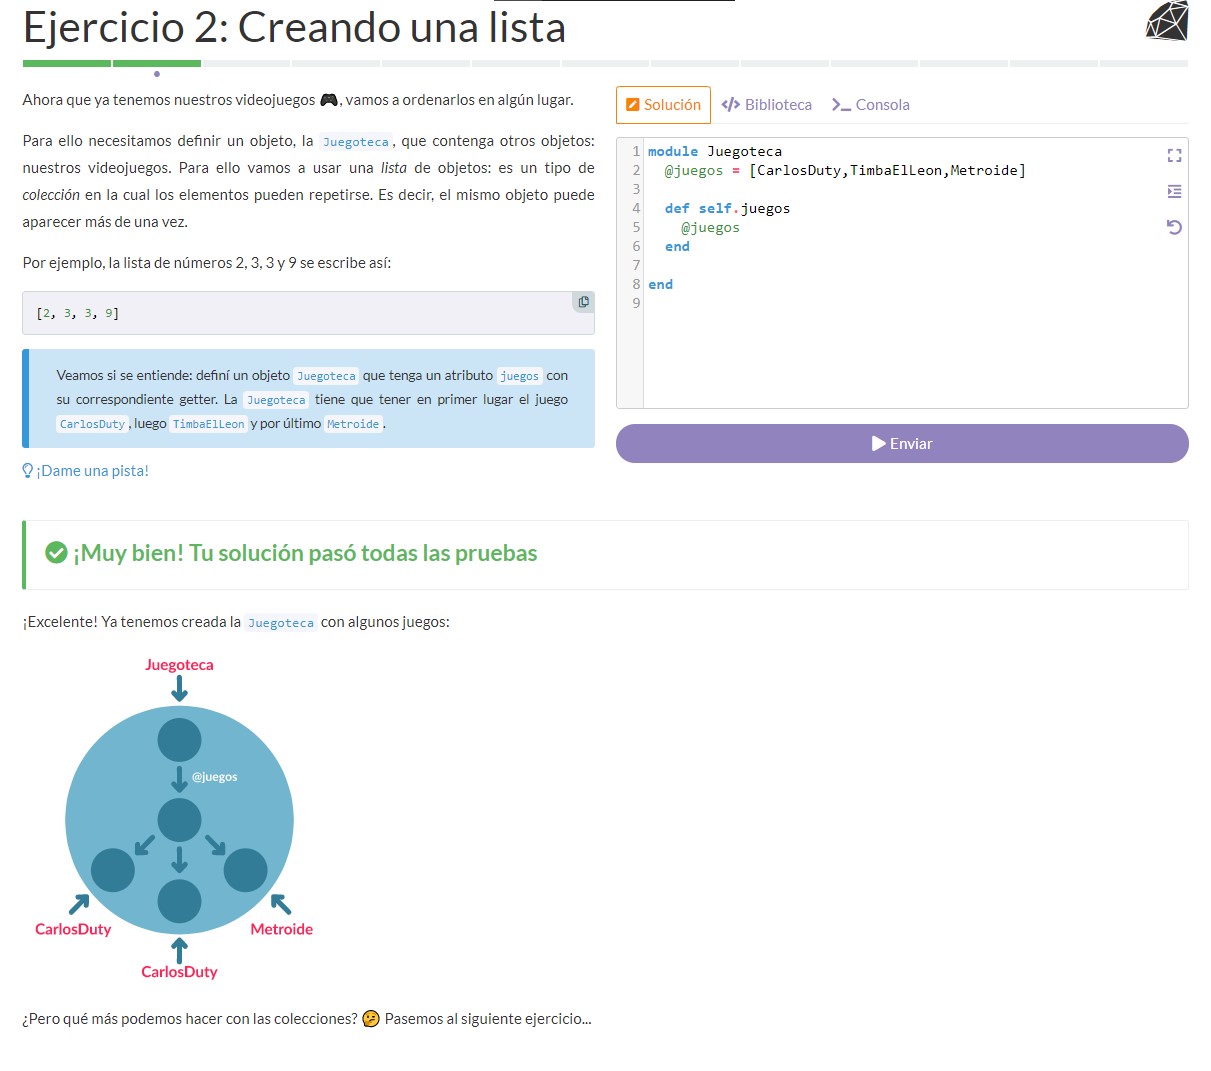 Ejercicio 2: Creando una lista
Ahora que ya tenemos nuestros videojuegos 🎮, vamos a ordenarlos en algún lugar.
Para ello necesitamos definir un objeto, la Juegoteca, que contenga otros objetos:
nuestros videojuegos. Para ello vamos a usar una lista de objetos: es un tipo de
colección en la cual los elementos pueden repetirse. Es decir, el mismo objeto puede
aparecer más de una vez.
Por ejemplo, la lista de números 2, 3, 3 y 9 se escribe así:
[2, 3, 3, 9]
Veamos si se entiende: definí un objeto Juegoteca que tenga un atributo juegos con
su correspondiente getter. La Juegoteca tiene que tener en primer lugar el juego
CarlosDuty, luego TimbaElLeon y por último Metroide.
¡Dame una pista!
Solución </> Biblioteca >_ Consola
1 module Juegoteca
2 @juegos = [CarlosDuty,TimbaElLeon,Metroide]
3
4 def self.juegos
5 @juegos
6 end
7
8 end
9
Enviar
¡Muy bien! Tu solución pasó todas las pruebas
¡Excelente! Ya tenemos creada la Juegoteca con algunos juegos:
Juegoteca
@juegos
CarlosDuty
Metroide
CarlosDuty
¿Pero qué más podemos hacer con las colecciones? 🤔 Pasemos al siguiente ejercicio...